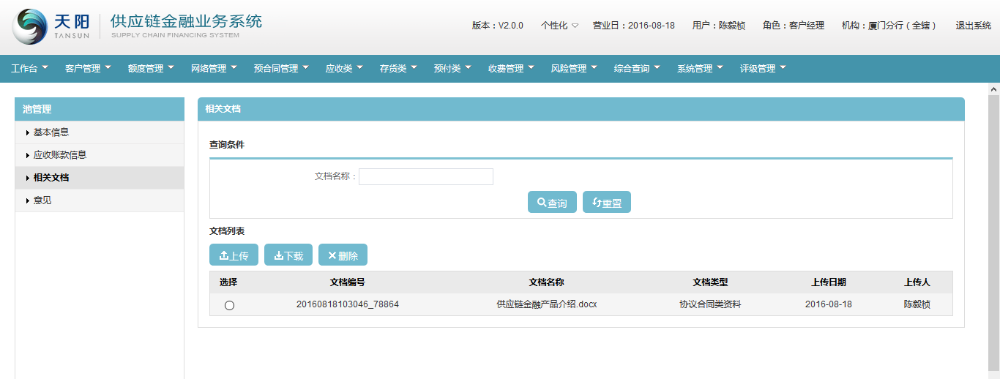 天阳
TANSUN
供应链金融业务系统
SUPPLY CHAIN FINANCING SYSTEM
版本：V2.0.0 个性化 营业日：2016-08-18 用户：陈毅桢 角色：客户经理 机构：厦门分行（全辖） 退出系统
工作台 客户管理 额度管理 网络管理 预合同管理 应收类 存货类 预付类 收费管理 风险管理 综合查询 系统管理 评级管理
池管理
基本信息
应收账款信息
相关文档
意见
相关文档
查询条件
文档名称：
查询 重置
文档列表
上传 下载 删除
选择 文档编号 文档名称 文档类型 上传日期 上传人
20160818103046_78864 供应链金融产品介绍.docx 协议合同类资料 2016-08-18 陈毅桢